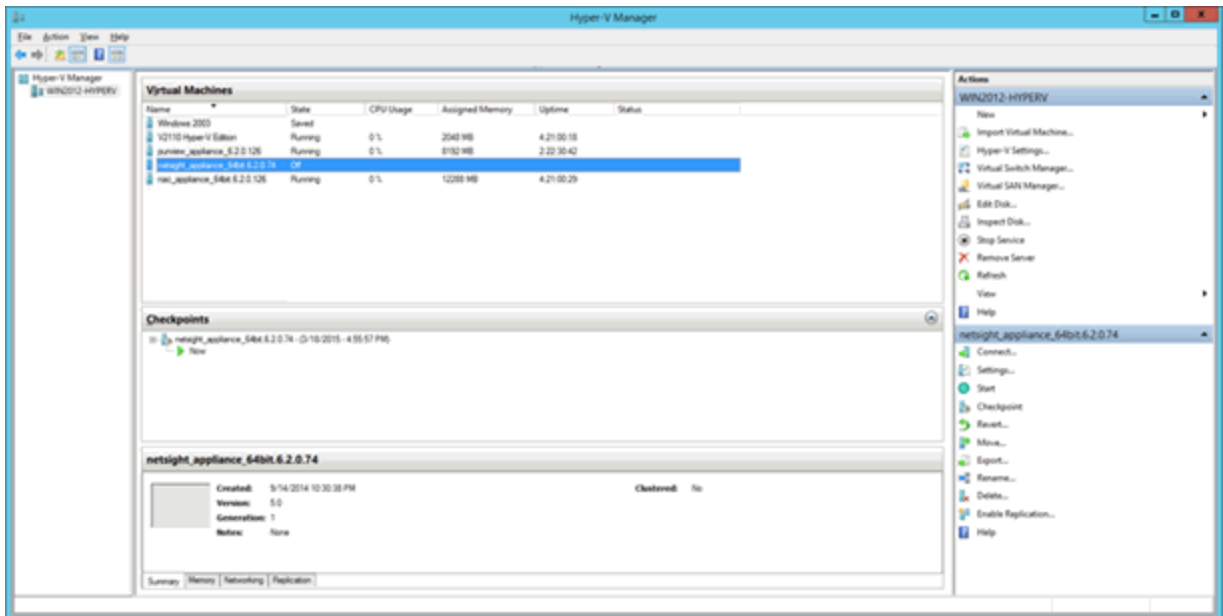 Hyper-V Manager
File Action View Help
Hyper-V Manager
WIN2012-HYPERV
Virtual Machines
Name State CPU Usage Assigned Memory Uptime Status
Windows 2003 Saved
V2110 Hyper-V Edition Running 0 % 2048 MB 4.21:00:18
purview_appliance_6.2.0.126 Running 0 % 8192 MB 2.22:30:42
netsight_appliance_64bit.6.2.0.74 Off
nac_appliance_64bit.6.2.0.126 Running 0 % 12288 MB 4.21:00:29
Checkpoints
netsight_appliance_64bit.6.2.0.74 - (3/18/2015 - 4:55:57 PM)
Now
netsight_appliance_64bit.6.2.0.74
Created: 9/14/2014 10:30:38 PM Clustered: No
Version: 5.0
Generation: 1
Notes: None
Summary Memory Networking Replication
Actions
WIN2012-HYPERV
New
Import Virtual Machine...
Hyper-V Settings...
Virtual Switch Manager...
Virtual SAN Manager...
Edit Disk...
Inspect Disk...
Stop Service
Remove Server
Refresh
View
Help
netsight_appliance_64bit.6.2.0.74
Connect...
Settings...
Start
Checkpoint
Revert...
Move...
Export...
Rename...
Delete...
Enable Replication...
Help